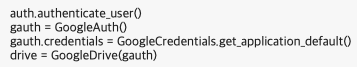 auth.authenticate_user()
gauth = GoogleAuth()
gauth.credentials = GoogleCredentials.get_application_default()
drive = GoogleDrive(gauth)